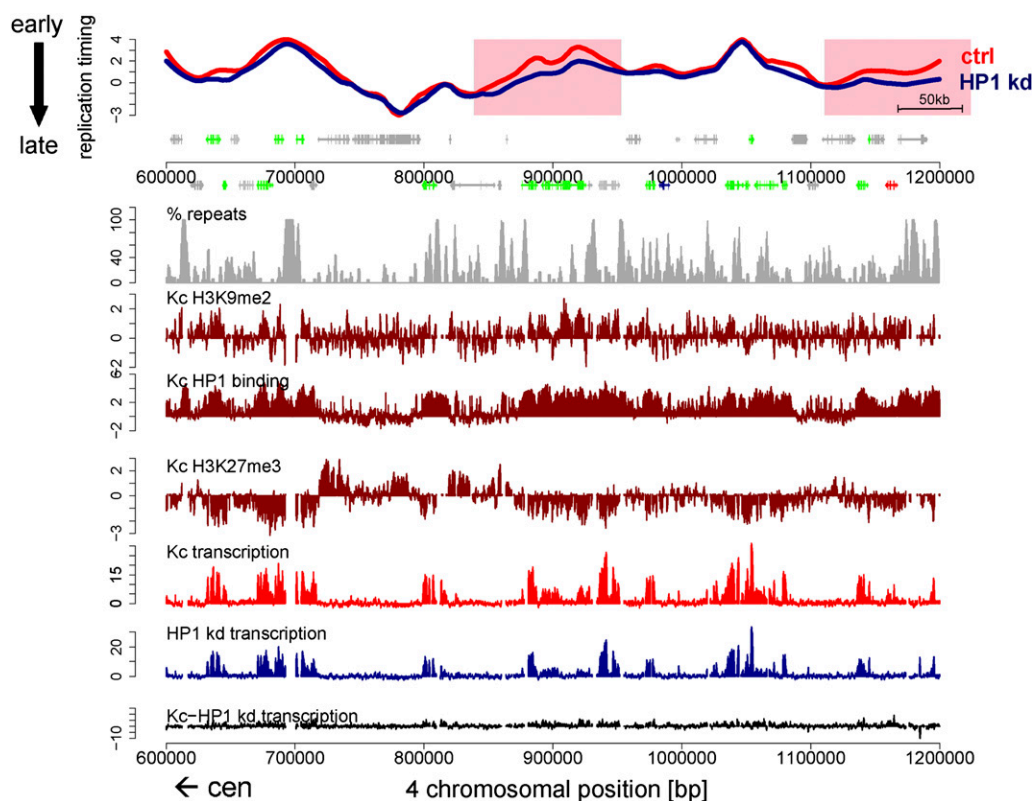 early
late
replication timing
4
2
0
-3
ctrl
HP1 kd
50kb
600000 700000 800000 900000 1000000 1100000 1200000
% repeats
100
40
0
Kc H3K9me2
2
0
-2
Kc HP1 binding
6
2
-2
Kc H3K27me3
2
0
-3
Kc transcription
15
0
HP1 kd transcription
20
0
Kc-HP1 kd transcription
-10
600000 700000 800000 900000 1000000 1100000 1200000
← cen
4 chromosomal position [bp]